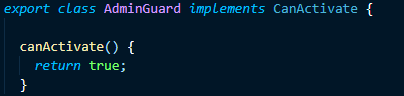 export class AdminGuard implements CanActivate {
canActivate() {
return true;
}